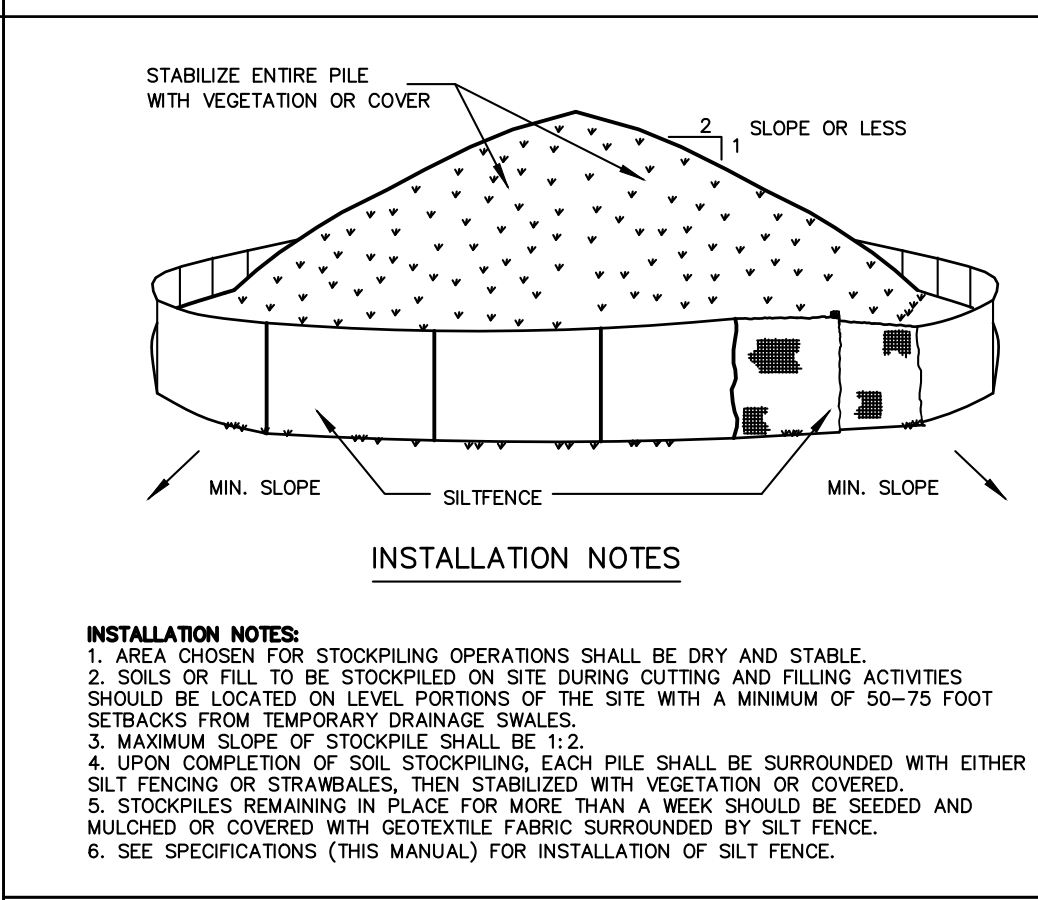 STABILIZE ENTIRE PILE
WITH VEGETATION OR COVER
2
1
SLOPE OR LESS
MIN. SLOPE
SILTFENCE
MIN. SLOPE
INSTALLATION NOTES
INSTALLATION NOTES:
1. AREA CHOSEN FOR STOCKPILING OPERATIONS SHALL BE DRY AND STABLE.
2. SOILS OR FILL TO BE STOCKPILED ON SITE DURING CUTTING AND FILLING ACTIVITIES
SHOULD BE LOCATED ON LEVEL PORTIONS OF THE SITE WITH A MINIMUM OF 50–75 FOOT
SETBACKS FROM TEMPORARY DRAINAGE SWALES.
3. MAXIMUM SLOPE OF STOCKPILE SHALL BE 1:2.
4. UPON COMPLETION OF SOIL STOCKPILING, EACH PILE SHALL BE SURROUNDED WITH EITHER
SILT FENCING OR STRAWBALES, THEN STABILIZED WITH VEGETATION OR COVERED.
5. STOCKPILES REMAINING IN PLACE FOR MORE THAN A WEEK SHOULD BE SEEDED AND
MULCHED OR COVERED WITH GEOTEXTILE FABRIC SURROUNDED BY SILT FENCE.
6. SEE SPECIFICATIONS (THIS MANUAL) FOR INSTALLATION OF SILT FENCE.